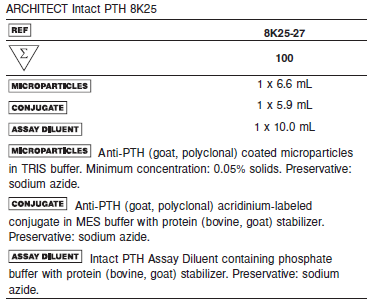 ARCHITECT Intact PTH 8K25
REF 8K25-27
Σ 100
MICROPARTICLES 1 x 6.6 mL
CONJUGATE 1 x 5.9 mL
ASSAY DILUENT 1 x 10.0 mL
MICROPARTICLES Anti-PTH (goat, polyclonal) coated microparticles
in TRIS buffer. Minimum concentration: 0.05% solids. Preservative:
sodium azide.
CONJUGATE Anti-PTH (goat, polyclonal) acridinium-labeled
conjugate in MES buffer with protein (bovine, goat) stabilizer.
Preservative: sodium azide.
ASSAY DILUENT Intact PTH Assay Diluent containing phosphate
buffer with protein (bovine, goat) stabilizer. Preservative: sodium
azide.